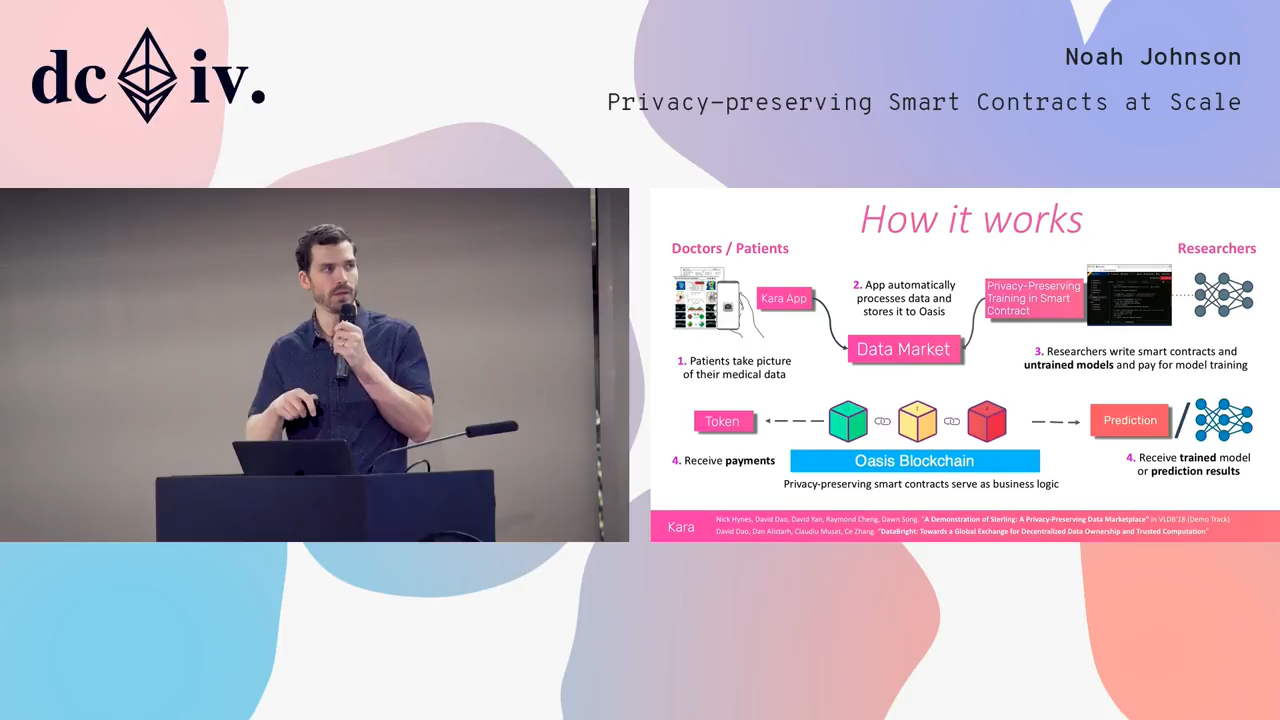 dc iv.
Noah Johnson
Privacy-preserving Smart Contracts at Scale
How it works
Doctors / Patients
Researchers
Kara App
2. App automatically
processes data and
stores it to Oasis
Privacy-Preserving
Training in Smart
Contract
Data Market
1. Patients take picture
of their medical data
3. Researchers write smart contracts and
untrained models and pay for model training
Token
Prediction
4. Receive payments
Oasis Blockchain
4. Receive trained model
or prediction results
Privacy-preserving smart contracts serve as business logic
Kara
Nick Hynes, David Dao, David Yan, Raymond Cheng, Dawn Song. "A Demonstration of Sterling: A Privacy-Preserving Data Marketplace" in VLDB'18 (Demo Track)
David Dao, Dan Alistarh, Claudiu Musat, Ce Zhang. "DataBright: Towards a Global Exchange for Decentralized Data Ownership and Trusted Computation"